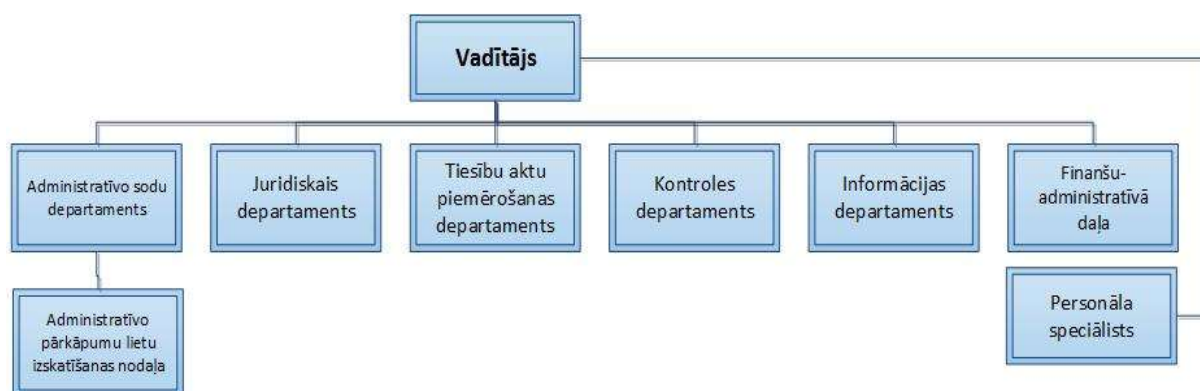 Vadītājs
Administratīvo sodu
departaments
Juridiskais
departaments
Tiesību aktu
piemērošanas
departaments
Kontroles
departaments
Informācijas
departaments
Finanšu-
administratīvā
daļa
Administratīvo
pārkāpumu lietu
izskatīšanas nodaļa
Personāla
speciālists